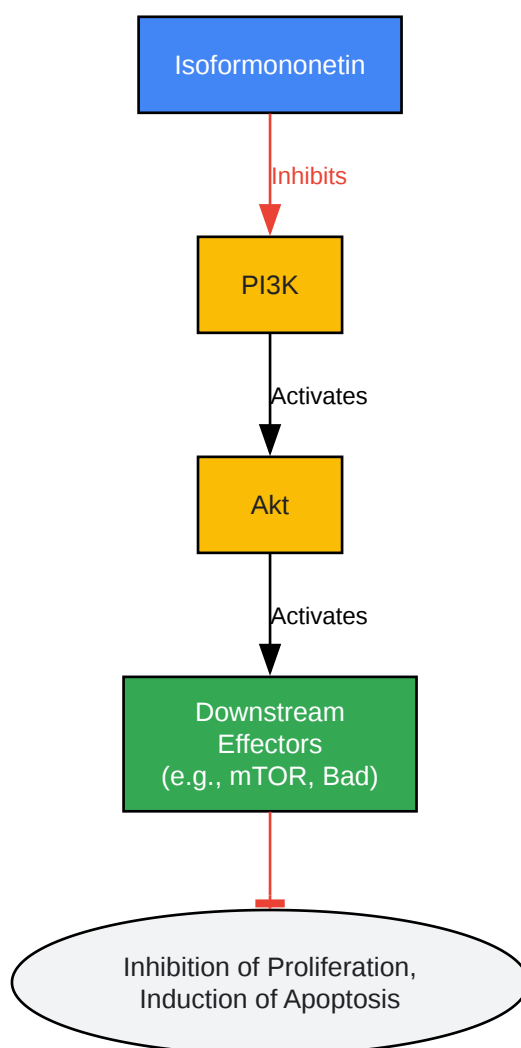 Isoformononetin
Inhibits
PI3K
Activates
Akt
Activates
Downstream
Effectors
(e.g., mTOR, Bad)
Inhibition of Proliferation,
Induction of Apoptosis